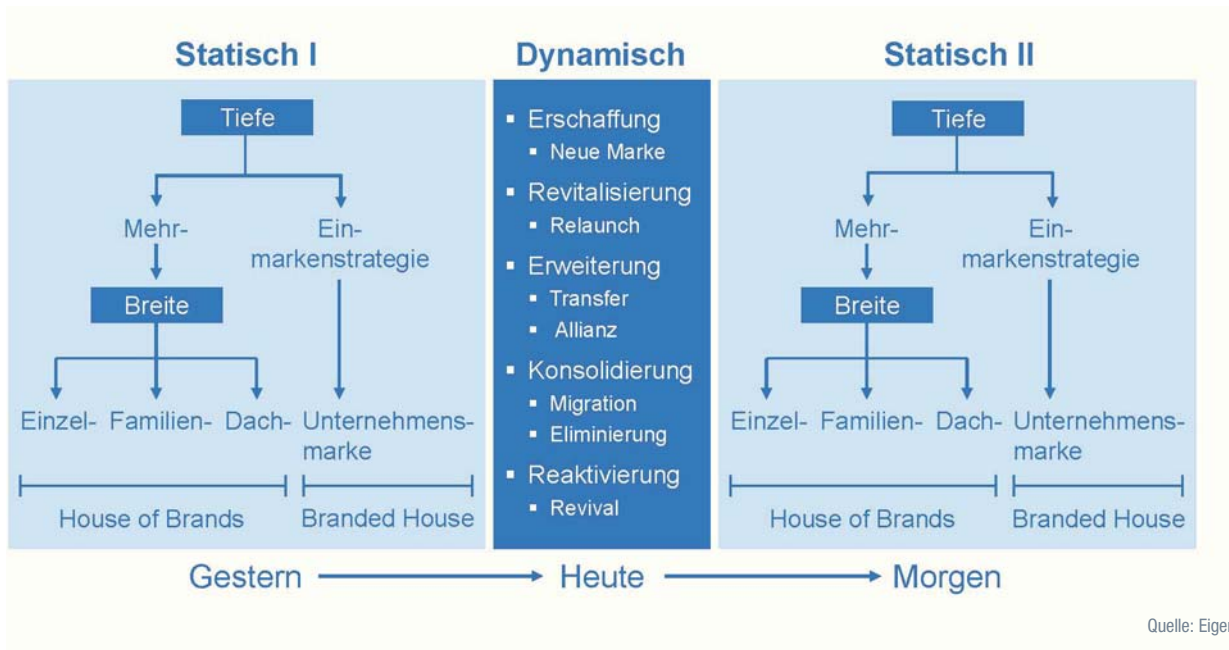 Statisch I
Tiefe
Mehr-
Ein-
markenstrategie
Breite
Einzel-
Familien-
Dach-
Unternehmens-
marke
House of Brands
Branded House
Dynamisch
▪ Erschaffung
▪ Neue Marke
▪ Revitalisierung
▪ Relaunch
▪ Erweiterung
▪ Transfer
▪ Allianz
▪ Konsolidierung
▪ Migration
▪ Eliminierung
▪ Reaktivierung
▪ Revival
Statisch II
Tiefe
Mehr-
Ein-
markenstrategie
Breite
Einzel-
Familien-
Dach-
Unternehmens-
marke
House of Brands
Branded House
Gestern
Heute
Morgen
Quelle: